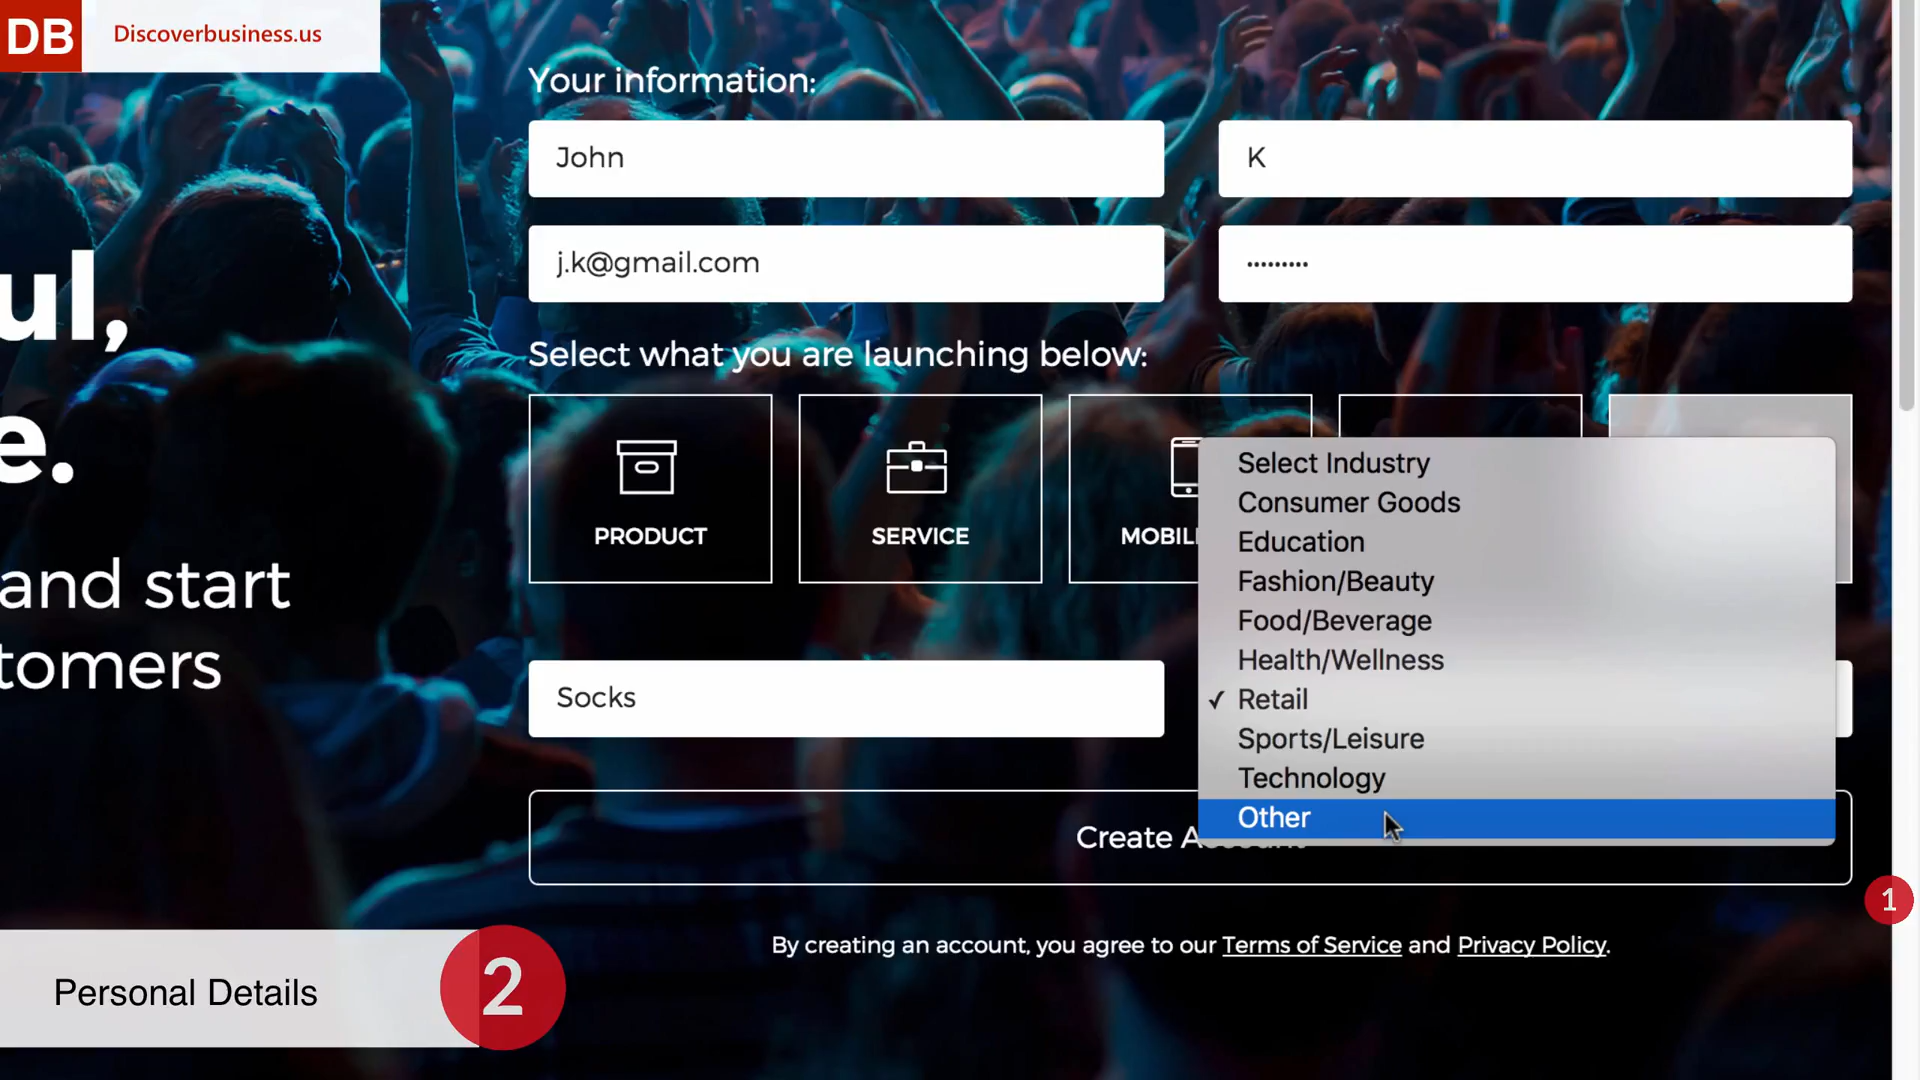 DB
Discoverbusiness.us
Your information:
John
K
j.k@gmail.com
•••••••••
Select what you are launching below:
PRODUCT
SERVICE
MOBIL
Select Industry
Consumer Goods
Education
Fashion/Beauty
Food/Beverage
Health/Wellness
✓ Retail
Sports/Leisure
Technology
Other
Socks
Create Account
ul,
e.
and start
tomers
By creating an account, you agree to our Terms of Service and Privacy Policy.
1
Personal Details
2